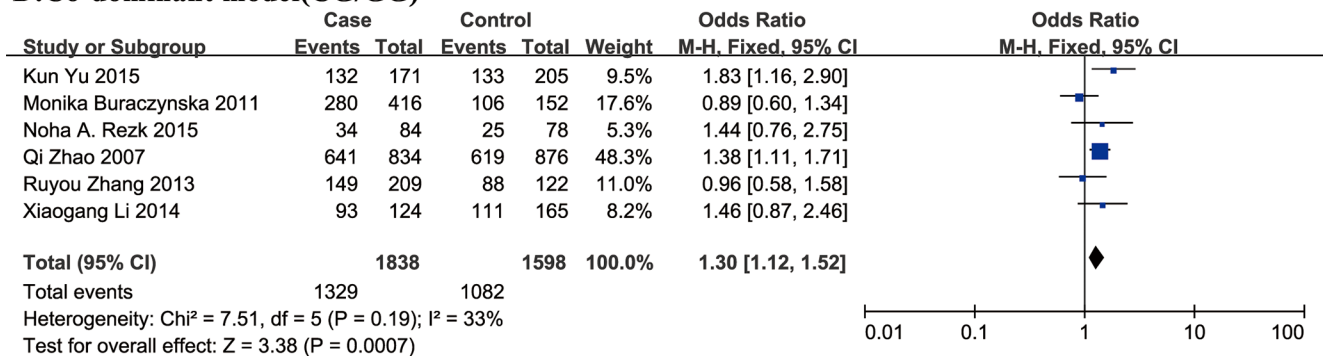 Case Control Odds Ratio Odds Ratio
Study or Subgroup Events Total Events Total Weight M-H, Fixed, 95% CI M-H, Fixed, 95% CI
Kun Yu 2015 132 171 133 205 9.5% 1.83 [1.16, 2.90]
Monika Buraczynska 2011 280 416 106 152 17.6% 0.89 [0.60, 1.34]
Noha A. Rezk 2015 34 84 25 78 5.3% 1.44 [0.76, 2.75]
Qi Zhao 2007 641 834 619 876 48.3% 1.38 [1.11, 1.71]
Ruyou Zhang 2013 149 209 88 122 11.0% 0.96 [0.58, 1.58]
Xiaogang Li 2014 93 124 111 165 8.2% 1.46 [0.87, 2.46]
Total (95% CI) 1838 1598 100.0% 1.30 [1.12, 1.52]
Total events 1329 1082
Heterogeneity: Chi² = 7.51, df = 5 (P = 0.19); I² = 33%
Test for overall effect: Z = 3.38 (P = 0.0007)
0.01 0.1 1 10 100